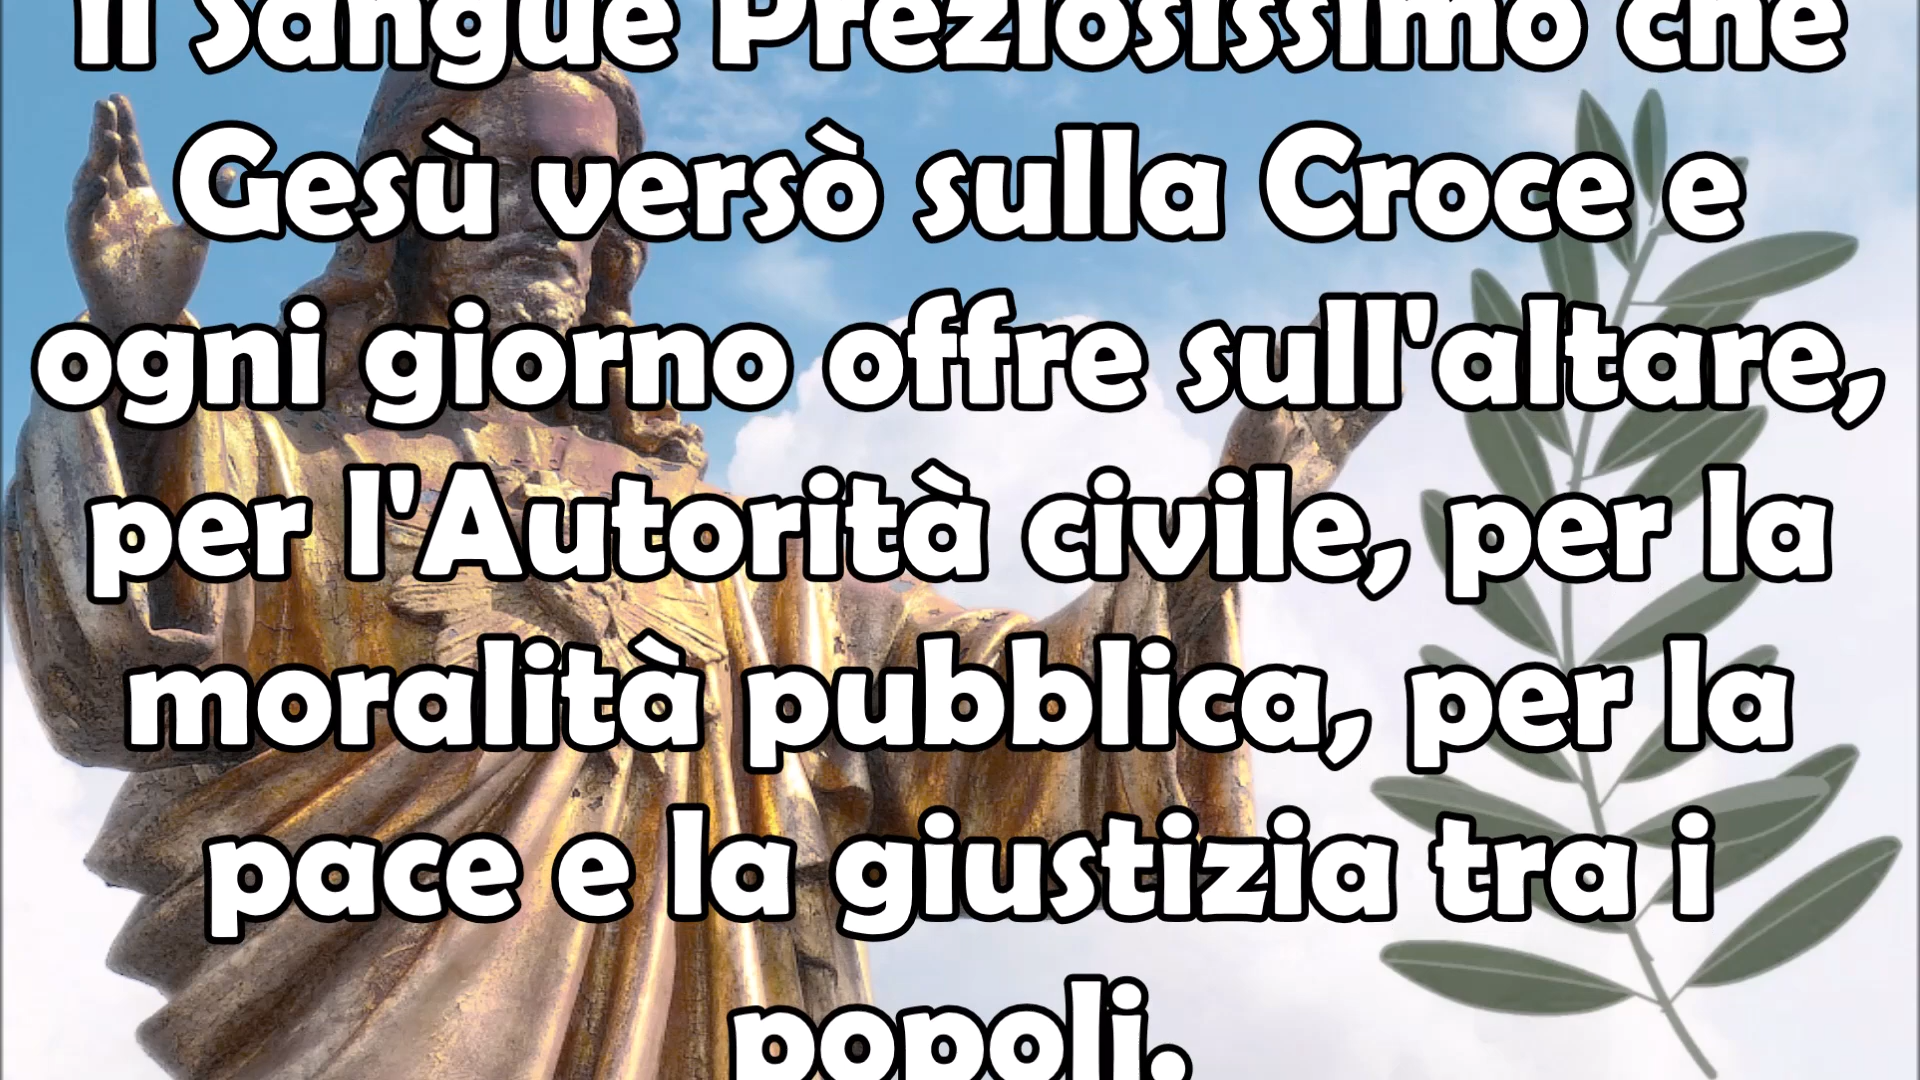 Il Sangue Preziosissimo che
Gesù versò sulla Croce e
ogni giorno offre sull'altare,
per l'Autorità civile, per la
moralità pubblica, per la
pace e la giustizia tra i
popoli.